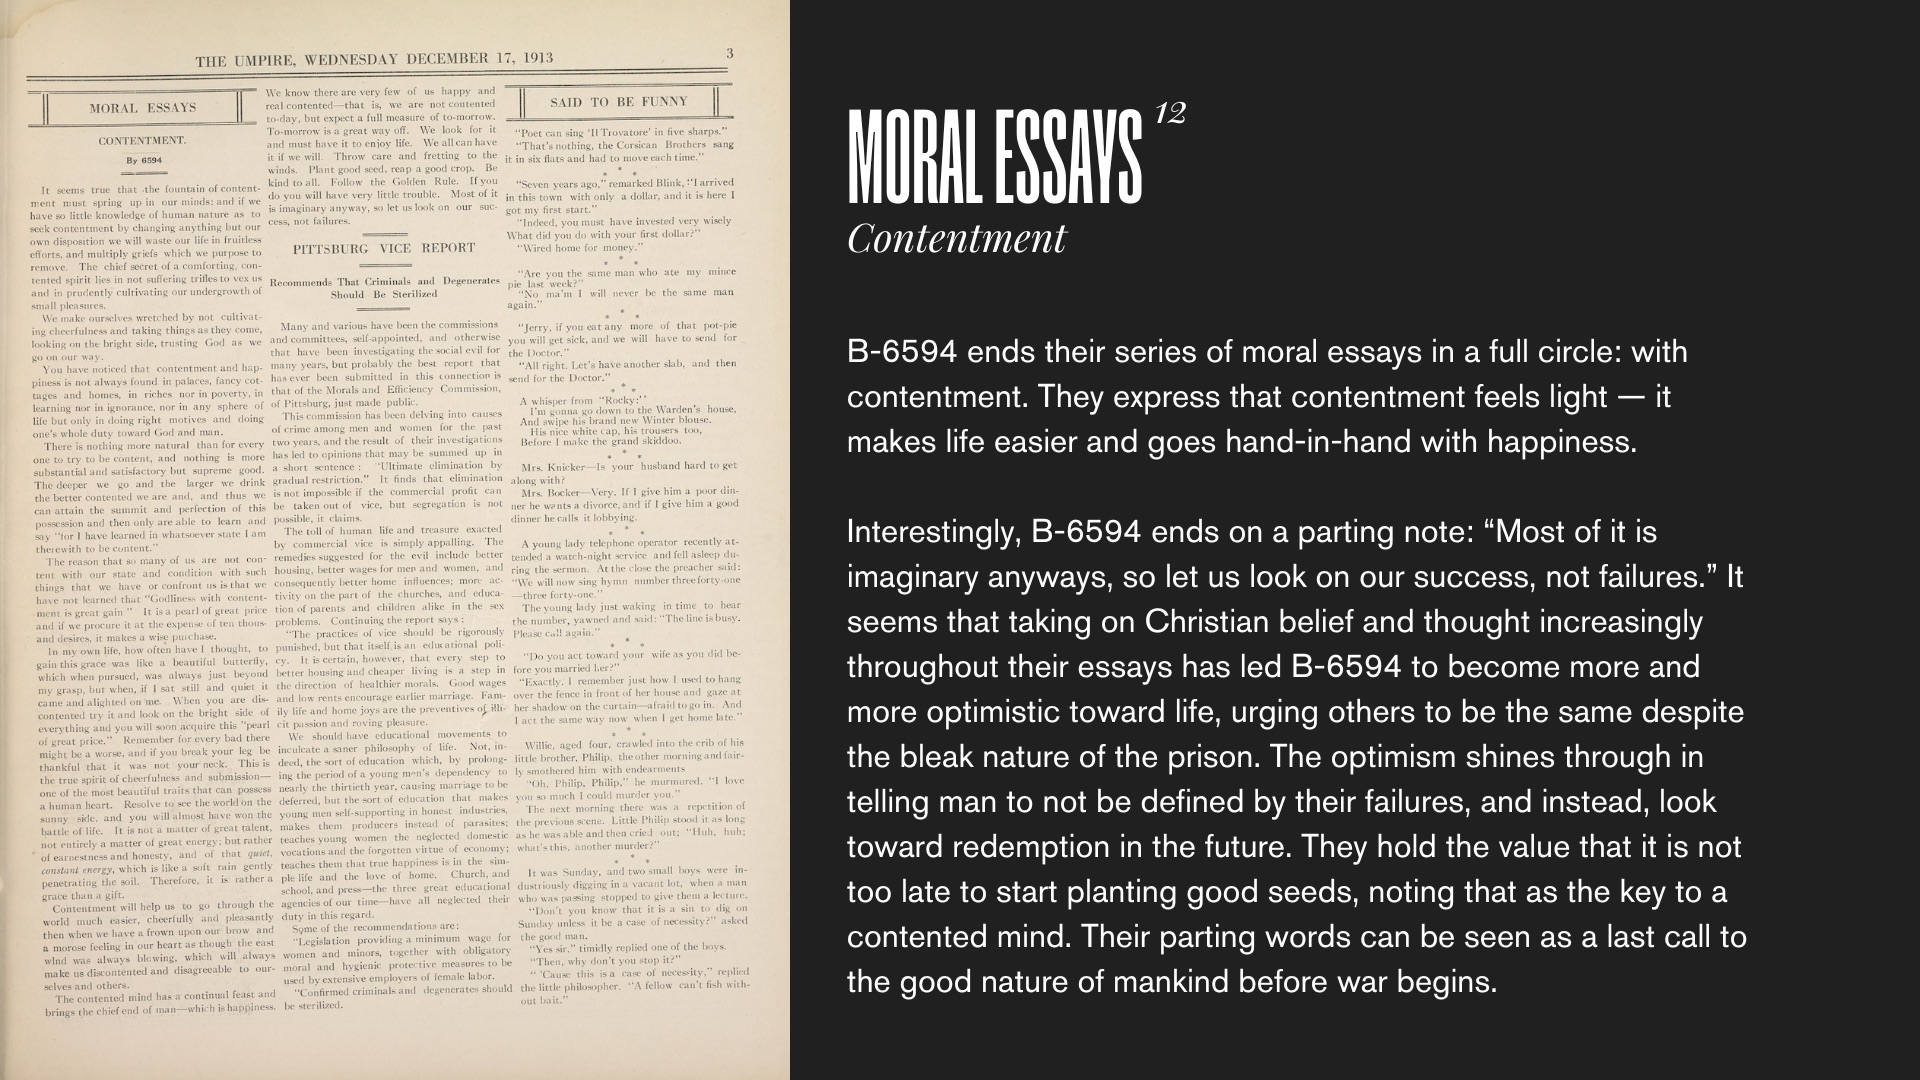 THE UMPIRE, WEDNESDAY DECEMBER 17, 1913
3
MORAL ESSAYS
CONTENTMENT.
By 6594
It seems true that the fountain of content-
ment must spring up in our minds: and if we
have so little knowledge of human nature as to
seek contentment by changing anything but our
own disposition we will waste our life in fruitless
efforts, and multiply griefs which we purpose to
remove. The chief secret of a comforting, con-
tented spirit lies in not suffering trifles to vex us
and in prudently cultivating our undergrowth of
small pleasures.
We make ourselves wretched by not cultivat-
ing cheerfulness and taking things as they come,
looking on the bright side, trusting God as we
go on our way.
You have noticed that contentment and hap-
piness is not always found in palaces, fancy cot-
tages and homes, in riches nor in poverty, in
learning nor in ignorance, nor in any sphere of
life but only in doing right motives and doing
one's whole duty toward God and man.
There is nothing more natural than for every
one to try to be content, and nothing is more
substantial and satisfactory but supreme good.
The deeper we go and the larger we drink
the better contented we are and, and thus we
can attain the summit and perfection of this
possession and then only are able to learn and
say "for I have learned in whatsoever state I am
therewith to be content."
The reason that so many of us are not con-
tent with our state and condition with such
things that we have or confront us is that we
have not learned that "Godliness with content-
ment is great gain " It is a pearl of great price
and if we procure it at the expense of ten thous-
and desires, it makes a wise purchase.
In my own life, how often have I thought, to
gain this grace was like a beautiful butterfly,
which when pursued, was always just beyond
my grasp, but when, if I sat still and quiet it
came and alighted on me. When you are dis-
contented try it and look on the bright side of
everything and you will soon acquire this "pearl
of great price." Remember for every bad there
might be a worse, and if you break your leg be
thankful that it was not your neck. This is
the true spirit of cheerfulness and submission—
one of the most beautiful traits that can possess
a human heart. Resolve to see the world on the
sunny side, and you will almost have won the
battle of life. It is not a matter of great talent,
not entirely a matter of great energy; but rather
of earnestness and honesty, and of that quiet,
constant energy, which is like a soft rain gently
penetrating the soil. Therefore, it is rather a
grace than a gift.
Contentment will help us to go through the
world much easier, cheerfully and pleasantly
then when we have a frown upon our brow and
a morose feeling in our heart as though the east
wind was always blowing, which will always
make us discontented and disagreeable to our-
selves and others.
The contented mind has a continual feast and
brings the chief end of man—which is happiness.
We know there are very few of us happy and
real contented—that is, we are not contented
to-day, but expect a full measure of to-morrow.
To-morrow is a great way off. We look for it
and must have it to enjoy life. We all can have
it if we will. Throw care and fretting to the
winds. Plant good seed, reap a good crop. Be
kind to all. Follow the Golden Rule. If you
do you will have very little trouble. Most of it
is imaginary anyway, so let us look on our suc-
cess, not failures.
PITTSBURG VICE REPORT
Recommends That Criminals and Degenerates
Should Be Sterilized
Many and various have been the commissions
and committees, self-appointed, and otherwise
that have been investigating the social evil for
many years, but probably the best report that
has ever been submitted in this connection is
that of the Morals and Efficiency Commission,
of Pittsburg, just made public.
This commission has been delving into causes
of crime among men and women for the past
two years, and the result of their investigations
has led to opinions that may be summed up in
a short sentence : "Ultimate elimination by
gradual restriction." It finds that elimination
is not impossible if the commercial profit can
be taken out of vice, but segregation is not
possible, it claims.
The toll of human life and treasure exacted
by commercial vice is simply appalling. The
remedies suggested for the evil include better
housing, better wages for men and women, and
consequently better home influences; more ac-
tivity on the part of the churches, and educa-
tion of parents and children alike in the sex
problems. Continuing the report says :
"The practices of vice should be rigorously
punished, but that itself is an educational poli-
cy. It is certain, however, that every step to
better housing and cheaper living is a step in
the direction of healthier morals. Good wages
and low rents encourage earlier marriage. Fam-
ily life and home joys are the preventives of illi-
cit passion and roving pleasure.
We should have educational movements to
inculcate a saner philosophy of life. Not, in-
deed, the sort of education which, by prolong-
ing the period of a young men's dependency to
nearly the thirtieth year, causing marriage to be
deferred, but the sort of education that makes
young men self-supporting in honest industries,
makes them producers instead of parasites;
teaches young women the neglected domestic
vocations and the forgotten virtue of economy;
teaches them that true happiness is in the sim-
ple life and the love of home. Church, and
school, and press—the three great educational
agencies of our time—have all neglected their
duty in this regard.
Some of the recommendations are:
"Legislation providing a minimum wage for
women and minors, together with obligatory
moral and hygienic protective measures to be
used by extensive employers of female labor.
"Confirmed criminals and degenerates should
be sterilized.
SAID TO BE FUNNY
"Poet can sing 'Il Trovatore' in five sharps."
"That's nothing, the Corsican Brothers sang
it in six flats and had to move each time."
* * *
"Seven years ago," remarked Blink, "I arrived
in this town with only a dollar, and it is here I
got my first start."
"Indeed, you must have invested very wisely
What did you do with your first dollar?"
"Wired home for money."
* * *
"Are you the same man who ate my mince
pie last week?"
"No ma'm I will never be the same man
again."
* * *
"Jerry, if you eat any more of that pot-pie
you will get sick, and we will have to send for
the Doctor."
"All right. Let's have another slab, and then
send for the Doctor."
* * *
A whisper from "Rocky:"
I'm gonna go down to the Warden's house,
And swipe his brand new Winter blouse.
His nice white cap, his trousers too,
Before I make the grand skiddoo.
* * *
Mrs. Knicker—Is your husband hard to get
along with?
Mrs. Bocker—Very. If I give him a poor din-
ner he wants a divorce, and if I give him a good
dinner he calls it lobbying.
* * *
A young lady telephone operator recently at-
tended a watch-night service and fell asleep du-
ring the sermon. At the close the preacher said:
"We will now sing hymn number three forty-one
—three forty-one."
The young lady just waking in time to hear
the number, yawned and said: "The line is busy.
Please call again."
* * *
"Do you act toward your wife as you did be-
fore you married her?"
"Exactly. I remember just how I used to hang
over the fence in front of her house and gaze at
her shadow on the curtain—afraid to go in. And
I act the same way now when I get home late."
* * *
Willie, aged four, crawled into the crib of his
little brother, Philip, the other morning and fair-
ly smothered him with endearments
"Oh, Philip, Philip," he murmured. "I love
you so much I could murder you."
The next morning there was a repetition of
the previous scene. Little Philip stood it as long
as he was able and then cried out; "Huh, huh;
what's this, another murder?"
* * *
It was Sunday, and two small boys were in-
dustriously digging in a vacant lot, when a man
who was passing stopped to give them a lecture.
"Don't you know that it is a sin to dig on
Sunday unless it be a case of necessity?" asked
the good man.
"Yes sir," timidly replied one of the boys.
"Then, why don't you stop it?"
" 'Cause this is a case of necessity," replied
the little philosopher. "A fellow can't fish with-
out bait."
MORAL ESSAYS 12
Contentment
B-6594 ends their series of moral essays in a full circle: with
contentment. They express that contentment feels light — it
makes life easier and goes hand-in-hand with happiness.
Interestingly, B-6594 ends on a parting note: “Most of it is
imaginary anyways, so let us look on our success, not failures.” It
seems that taking on Christian belief and thought increasingly
throughout their essays has led B-6594 to become more and
more optimistic toward life, urging others to be the same despite
the bleak nature of the prison. The optimism shines through in
telling man to not be defined by their failures, and instead, look
toward redemption in the future. They hold the value that it is not
too late to start planting good seeds, noting that as the key to a
contented mind. Their parting words can be seen as a last call to
the good nature of mankind before war begins.